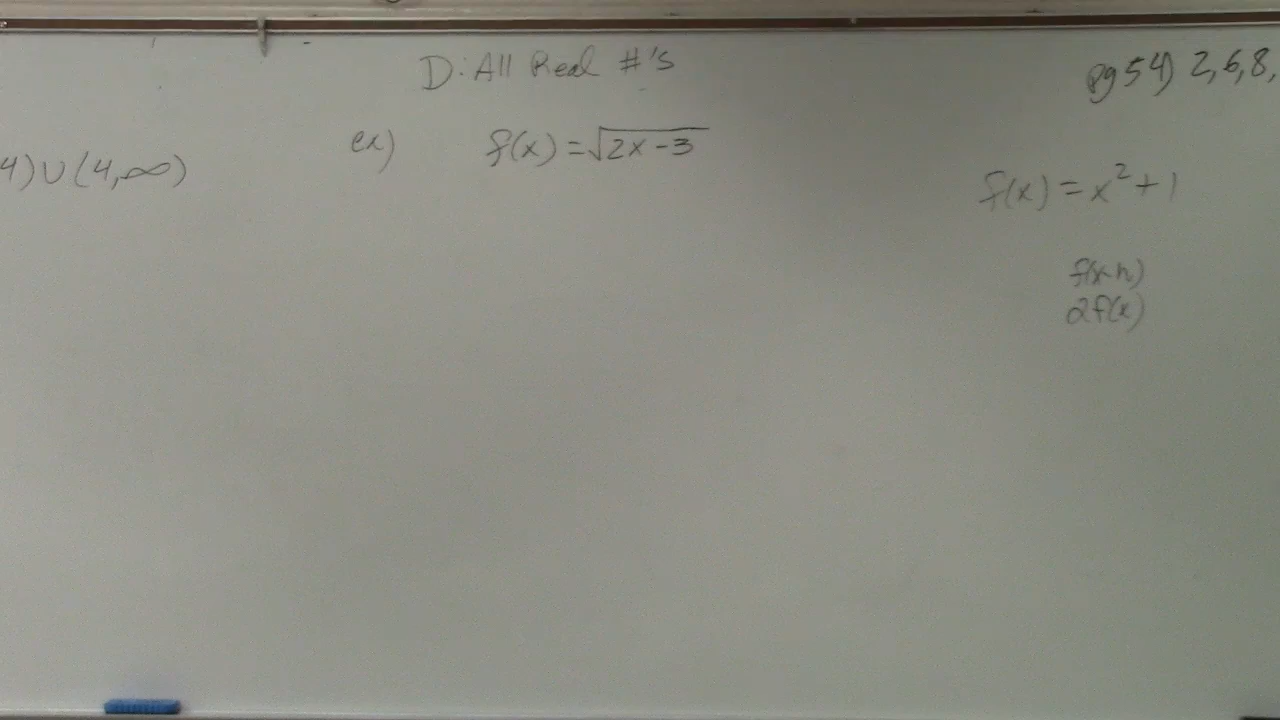 D: All Real #'s
pg 54) 2,6,8,
ex) f(x) = √2x-3
4)∪(4,∞)
f(x) = x²+1
f(x+h)
2f(x)